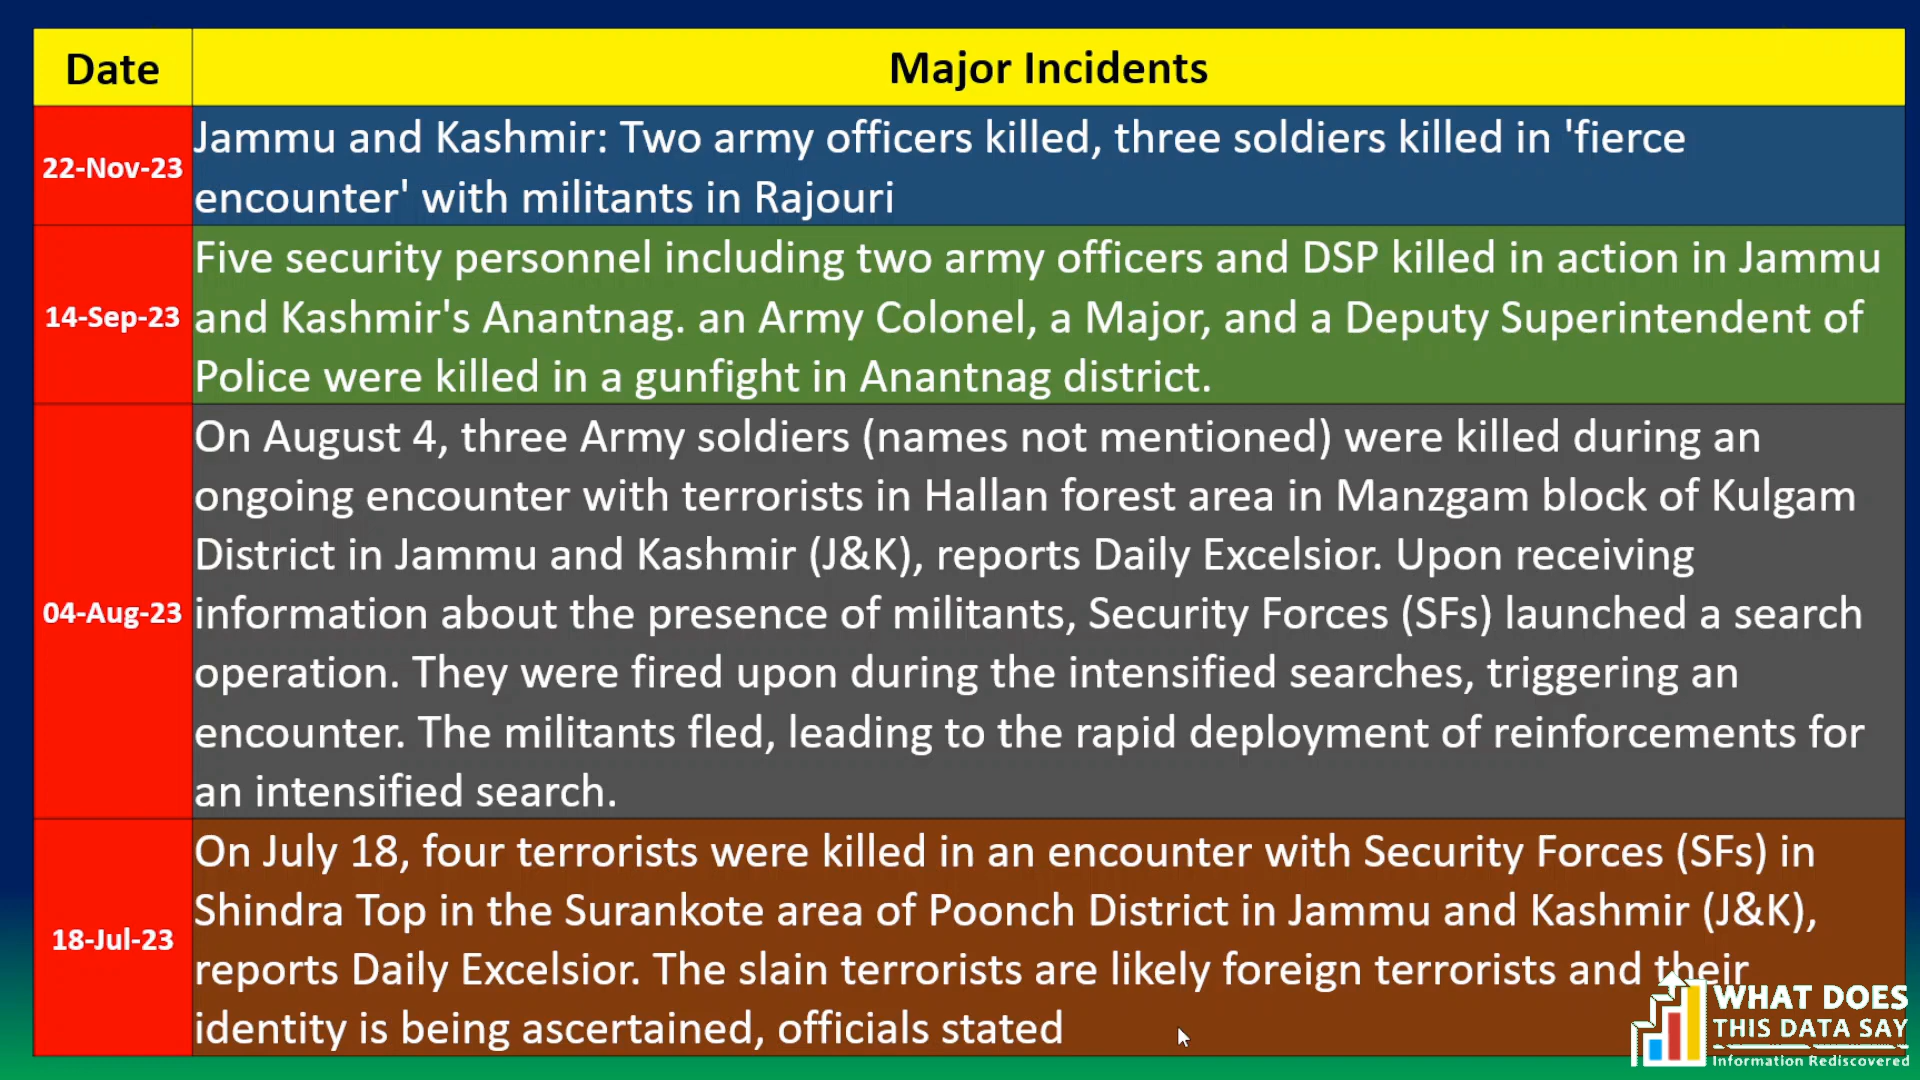 Date
Major Incidents
22-Nov-23
Jammu and Kashmir: Two army officers killed, three soldiers killed in 'fierce
encounter' with militants in Rajouri
14-Sep-23
Five security personnel including two army officers and DSP killed in action in Jammu
and Kashmir's Anantnag. an Army Colonel, a Major, and a Deputy Superintendent of
Police were killed in a gunfight in Anantnag district.
04-Aug-23
On August 4, three Army soldiers (names not mentioned) were killed during an
ongoing encounter with terrorists in Hallan forest area in Manzgam block of Kulgam
District in Jammu and Kashmir (J&K), reports Daily Excelsior. Upon receiving
information about the presence of militants, Security Forces (SFs) launched a search
operation. They were fired upon during the intensified searches, triggering an
encounter. The militants fled, leading to the rapid deployment of reinforcements for
an intensified search.
18-Jul-23
On July 18, four terrorists were killed in an encounter with Security Forces (SFs) in
Shindra Top in the Surankote area of Poonch District in Jammu and Kashmir (J&K),
reports Daily Excelsior. The slain terrorists are likely foreign terrorists and their
identity is being ascertained, officials stated
WHAT DOES
THIS DATA SAY
Information Rediscovered